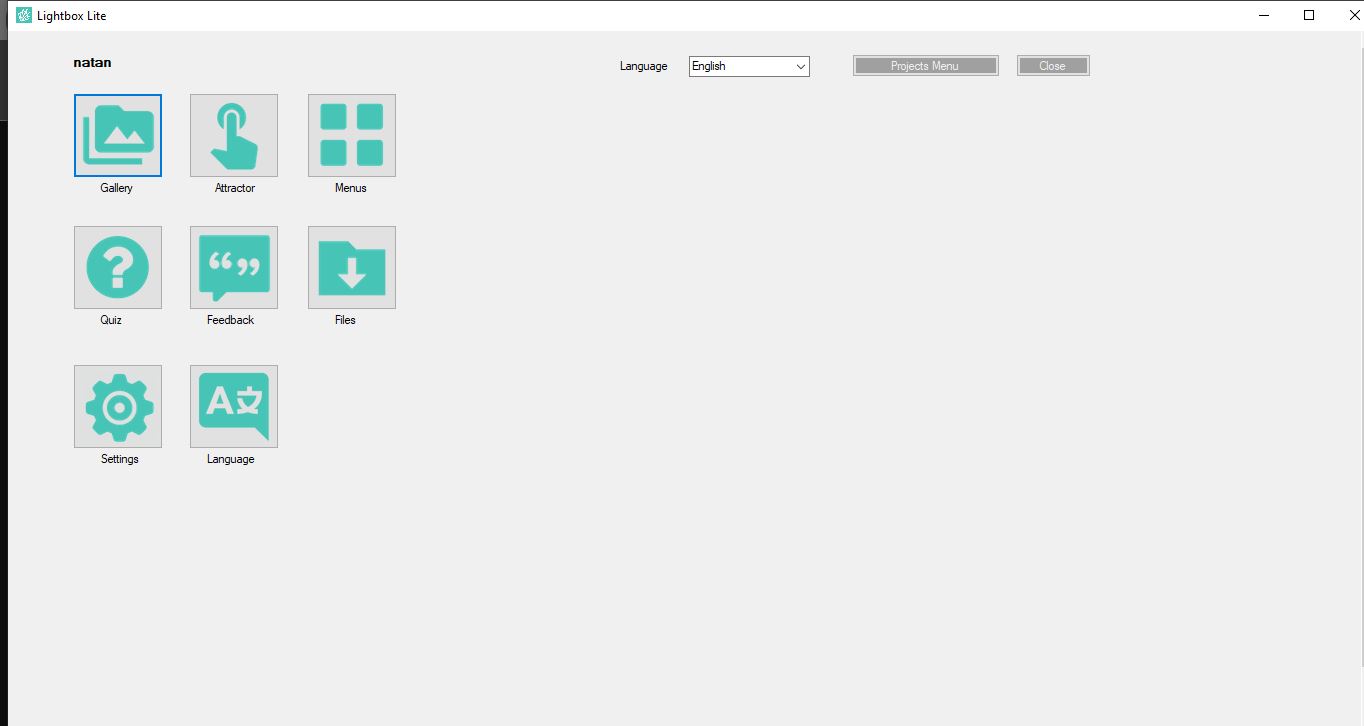 Lightbox Lite
natan
Language English Projects Menu Close
Gallery Attractor Menus
Quiz Feedback Files
A文
Settings Language